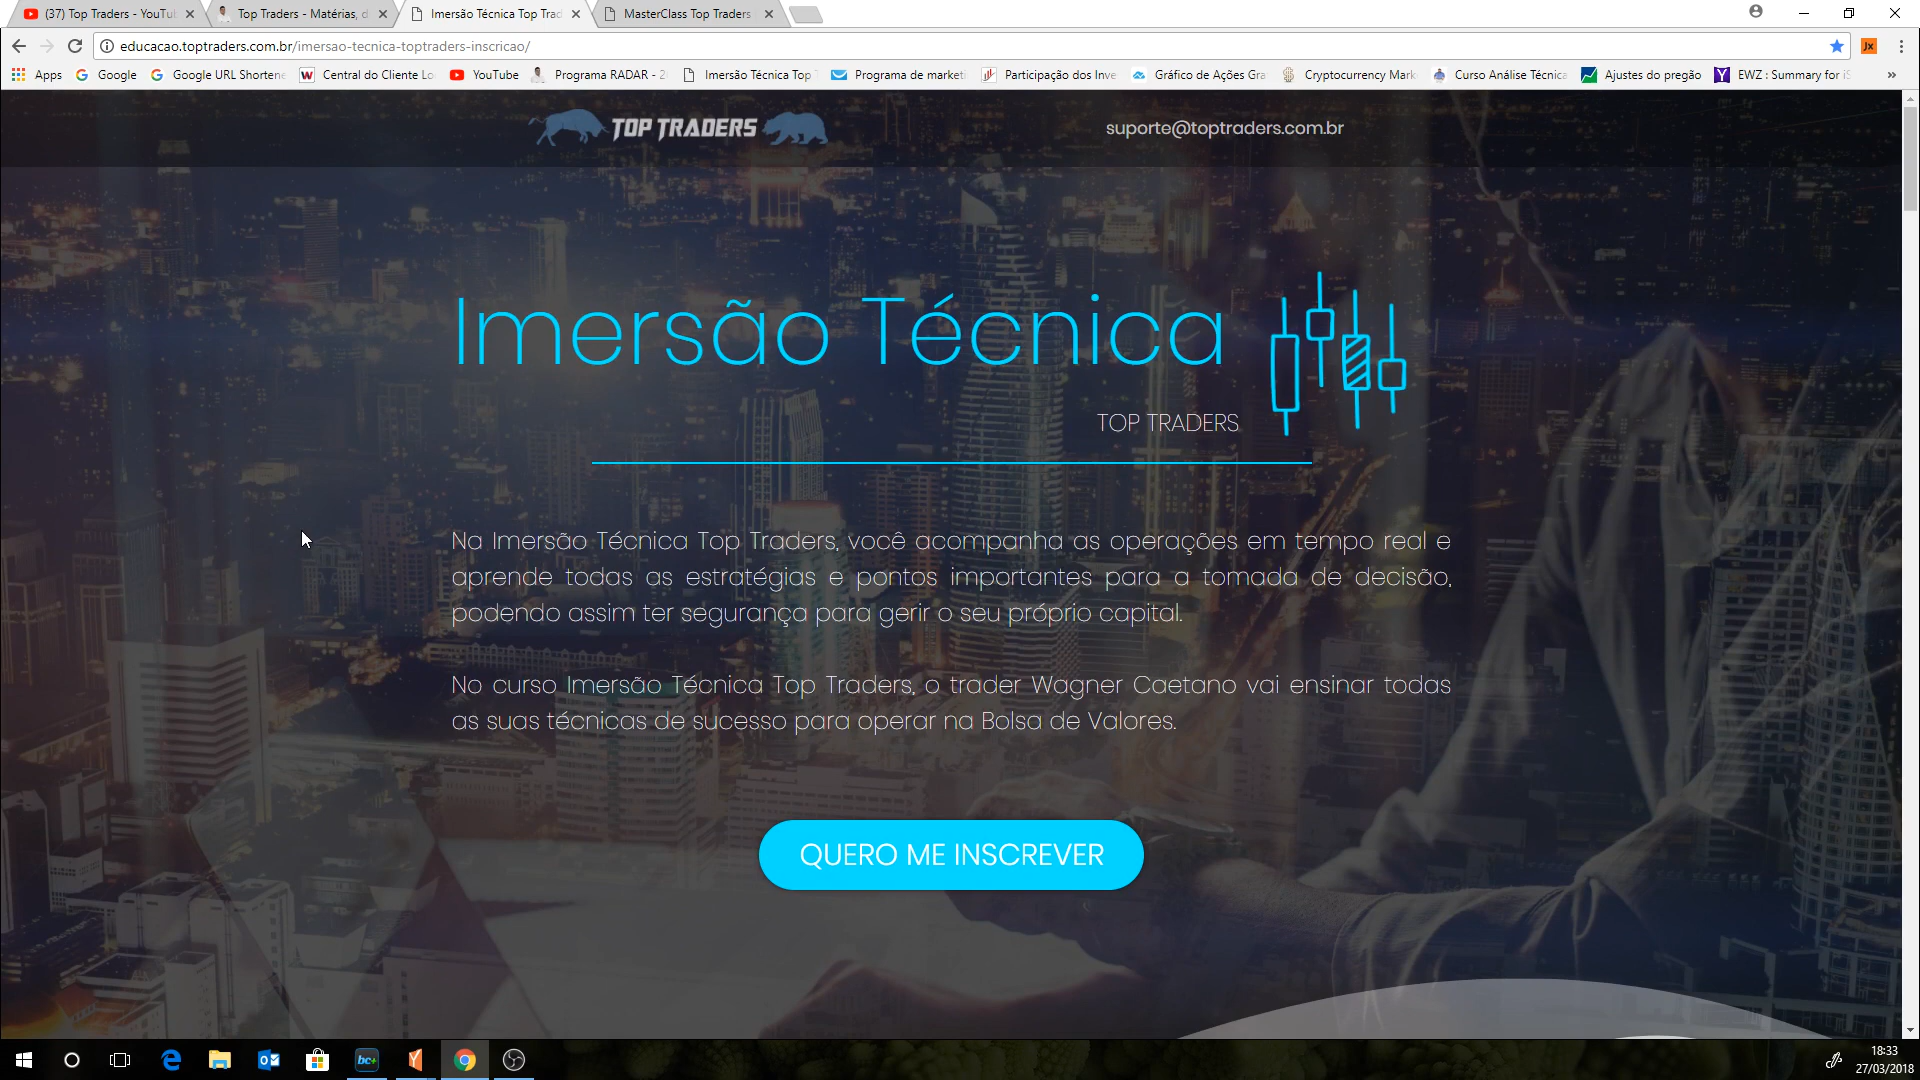 (37) Top Traders - YouTu
Top Traders - Matérias, d
Imersão Técnica Top Trad
MasterClass Top Traders
educacao.toptraders.com.br/imersao-tecnica-toptraders-inscricao/
Jx
Apps
Google
Google URL Shortene
Central do Cliente Lo
YouTube
Programa RADAR - 2
Imersão Técnica Top
Programa de market
Participação dos Inve
Gráfico de Ações Gra
Cryptocurrency Mark
Curso Análise Técnica
Ajustes do pregão
EWZ : Summary for iS
»
TOP TRADERS
suporte@toptraders.com.br
Imersão Técnica
TOP TRADERS
Na Imersão Técnica Top Traders, você acompanha as operações em tempo real e
aprende todas as estratégias e pontos importantes para a tomada de decisão,
podendo assim ter segurança para gerir o seu próprio capital.
No curso Imersão Técnica Top Traders, o trader Wagner Caetano vai ensinar todas
as suas técnicas de sucesso para operar na Bolsa de Valores.
QUERO ME INSCREVER
bc+
18:33
27/03/2018